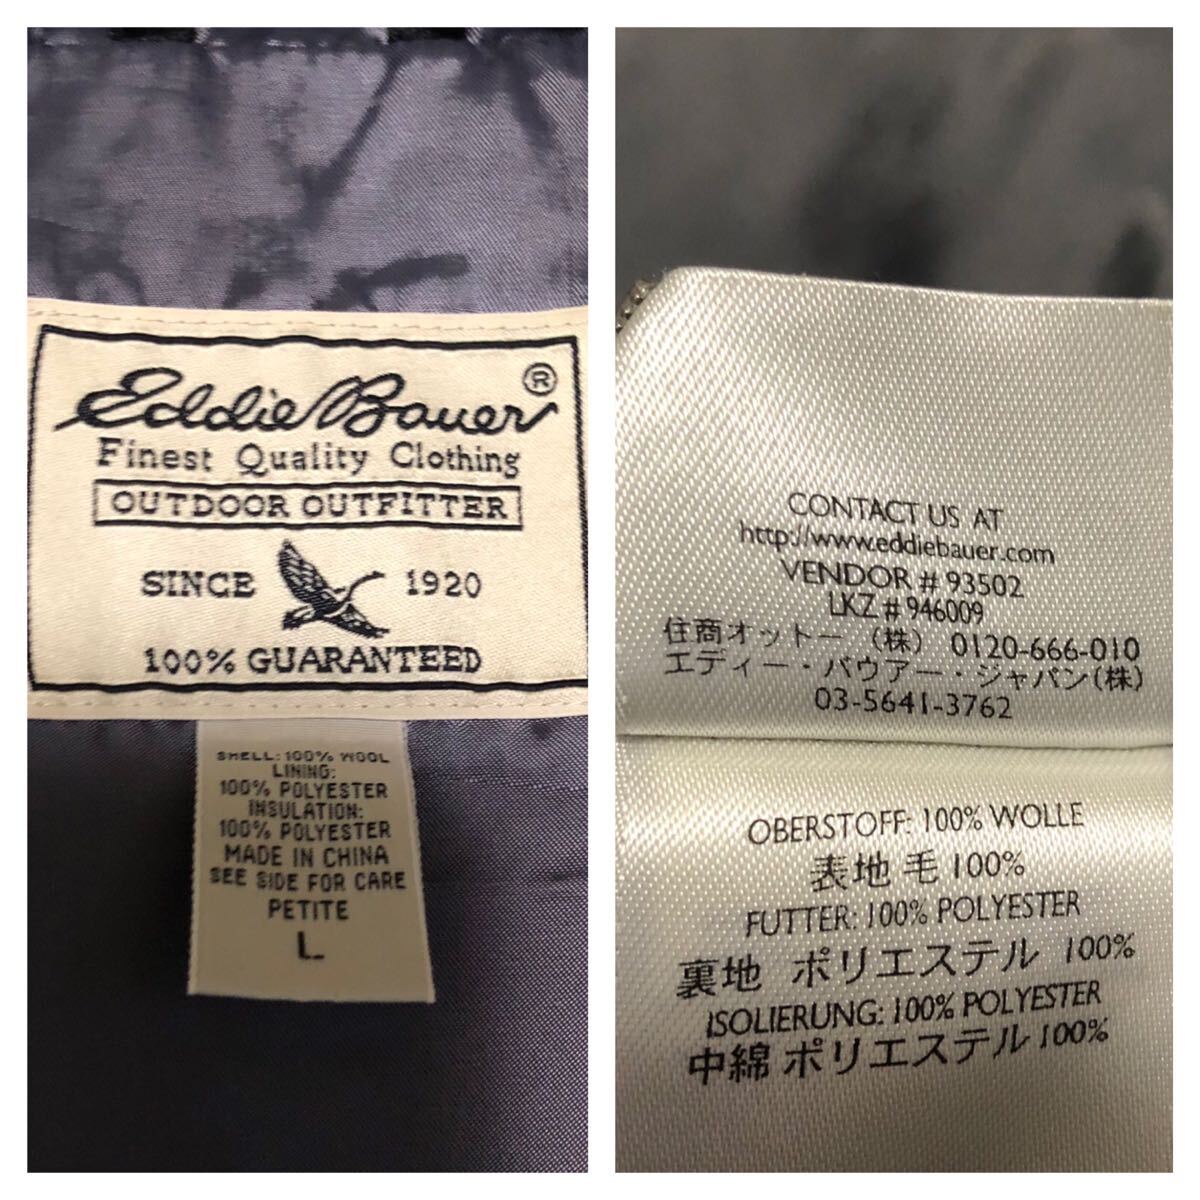 Eddie Bauer®
Finest Quality Clothing
OUTDOOR OUTFITTER
SINCE 1920
100% GUARANTEED
SHELL: 100% WOOL
LINING:
100% POLYESTER
INSULATION:
100% POLYESTER
MADE IN CHINA
SEE SIDE FOR CARE
PETITE
L
CONTACT US AT
http://www.eddiebauer.com
VENDOR # 93502
LKZ # 946009
住商オットー (株) 0120-666-010
エディー・バウアー・ジャパン(株)
03-5641-3762
OBERSTOFF: 100% WOLLE
表地 毛 100%
FUTTER: 100% POLYESTER
裏地 ポリエステル 100%
ISOLIERUNG: 100% POLYESTER
中綿 ポリエステル 100%